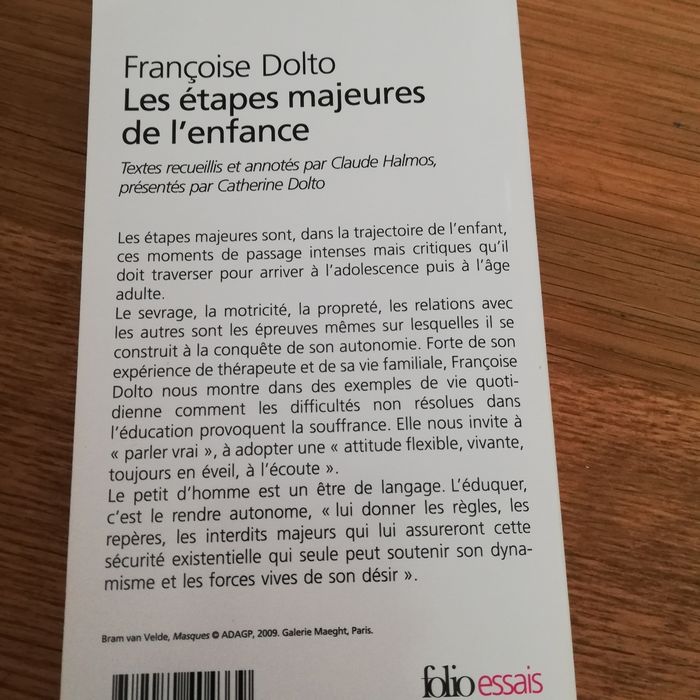 Françoise Dolto
Les étapes majeures
de l'enfance
Textes recueillis et annotés par Claude Halmos,
présentés par Catherine Dolto
Les étapes majeures sont, dans la trajectoire de l'enfant,
ces moments de passage intenses mais critiques qu'il
doit traverser pour arriver à l'adolescence puis à l'âge
adulte.
Le sevrage, la motricité, la propreté, les relations avec
les autres sont les épreuves mêmes sur lesquelles il se
construit à la conquête de son autonomie. Forte de son
expérience de thérapeute et de sa vie familiale, Françoise
Dolto nous montre dans des exemples de vie quoti-
dienne comment les difficultés non résolues dans
l'éducation provoquent la souffrance. Elle nous invite à
« parler vrai », à adopter une « attitude flexible, vivante,
toujours en éveil, à l'écoute ».
Le petit d'homme est un être de langage. L'éduquer,
c'est le rendre autonome, « lui donner les règles, les
repères, les interdits majeurs qui lui assureront cette
sécurité existentielle qui seule peut soutenir son dyna-
misme et les forces vives de son désir ».
Bram van Velde, Masques © ADAGP, 2009. Galerie Maeght, Paris.
folio essais